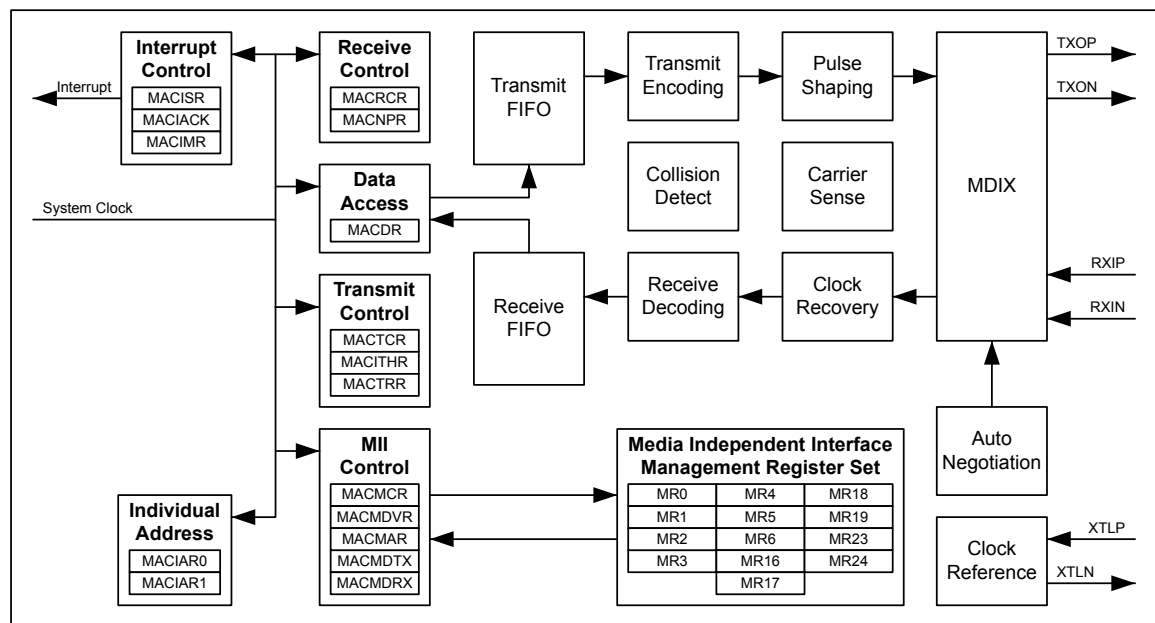 Interrupt
Control
MACISR
MACIACK
MACIMR
Interrupt
System Clock
Receive
Control
MACRCR
MACNPR
Data
Access
MACDR
Transmit
Control
MACTCR
MACITHR
MACTRR
MII
Control
MACMCR
MACMDVR
MACMAR
MACMDTX
MACMDRX
Individual
Address
MACIAR0
MACIAR1
Transmit
FIFO
Transmit
Encoding
Pulse
Shaping
Collision
Detect
Carrier
Sense
Receive
FIFO
Receive
Decoding
Clock
Recovery
MDIX
TXOP
TXON
RXIP
RXIN
Auto
Negotiation
Media Independent Interface
Management Register Set
MR0 MR4 MR18
MR1 MR5 MR19
MR2 MR6 MR23
MR3 MR16 MR24
MR17
Clock
Reference
XTLP
XTLN